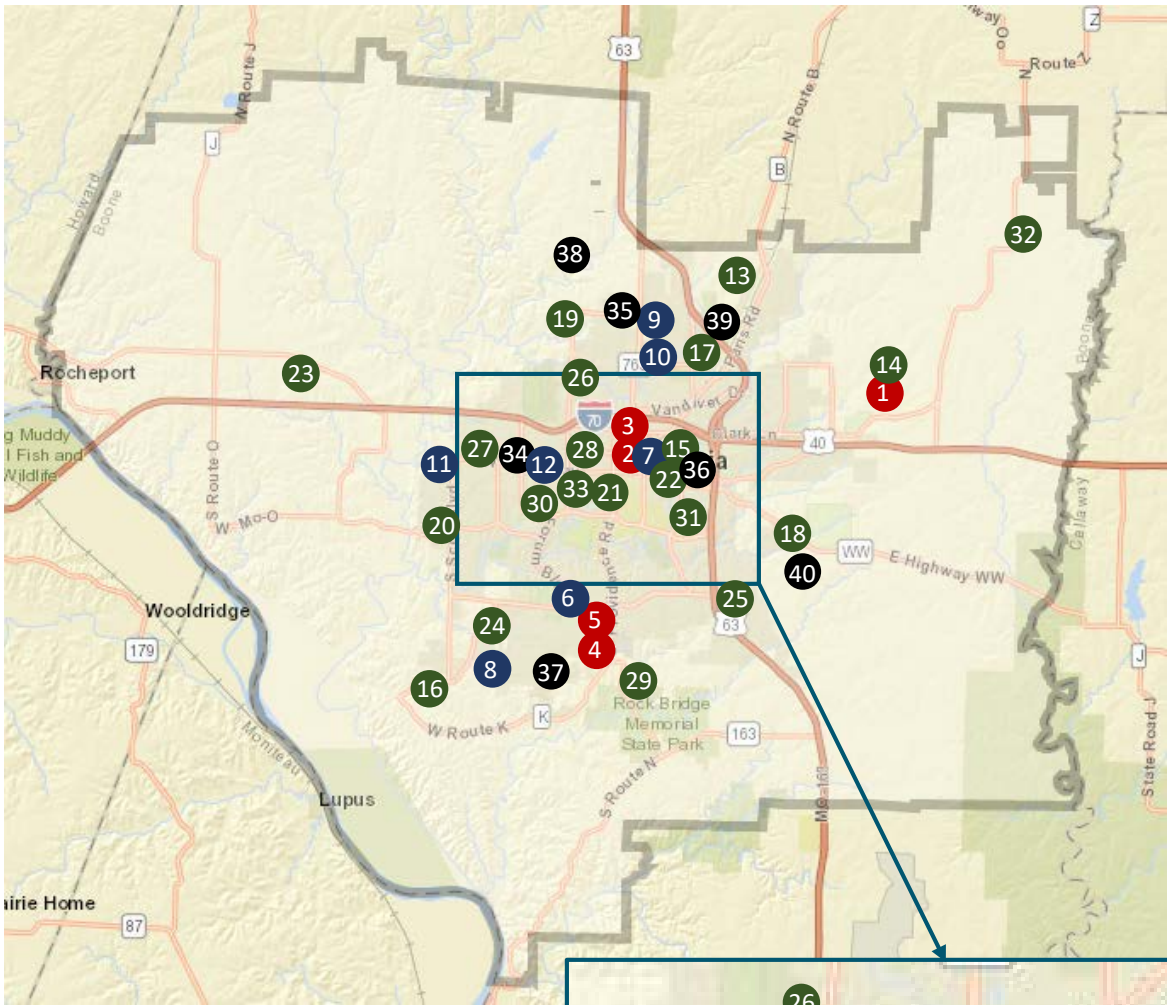 Z
Route Z
N
63
N Route J
N Route B
J
B
Howard
Boone
32
38
13
35
9
39
19
10
17
Paris Rd
14
1
26
Rocheport
23
70
3
Vandiver D
Clark Ln
40
g Muddy
l Fish and
Wildlife
27
34
12
28
2
7
15
ia
36
11
S Route O
33
21
22
30
31
W Mo-O
20
18
WW
E Highway WW
40
Boone
Callaway
6
25
Wooldridge
5
63
24
4
179
8
37
J
16
29
Rock Bridge
Memorial
State Park
K
W Route K
163
Moniteau
S Route N
State Road J
Lupus
MO-163
airie Home
87
26